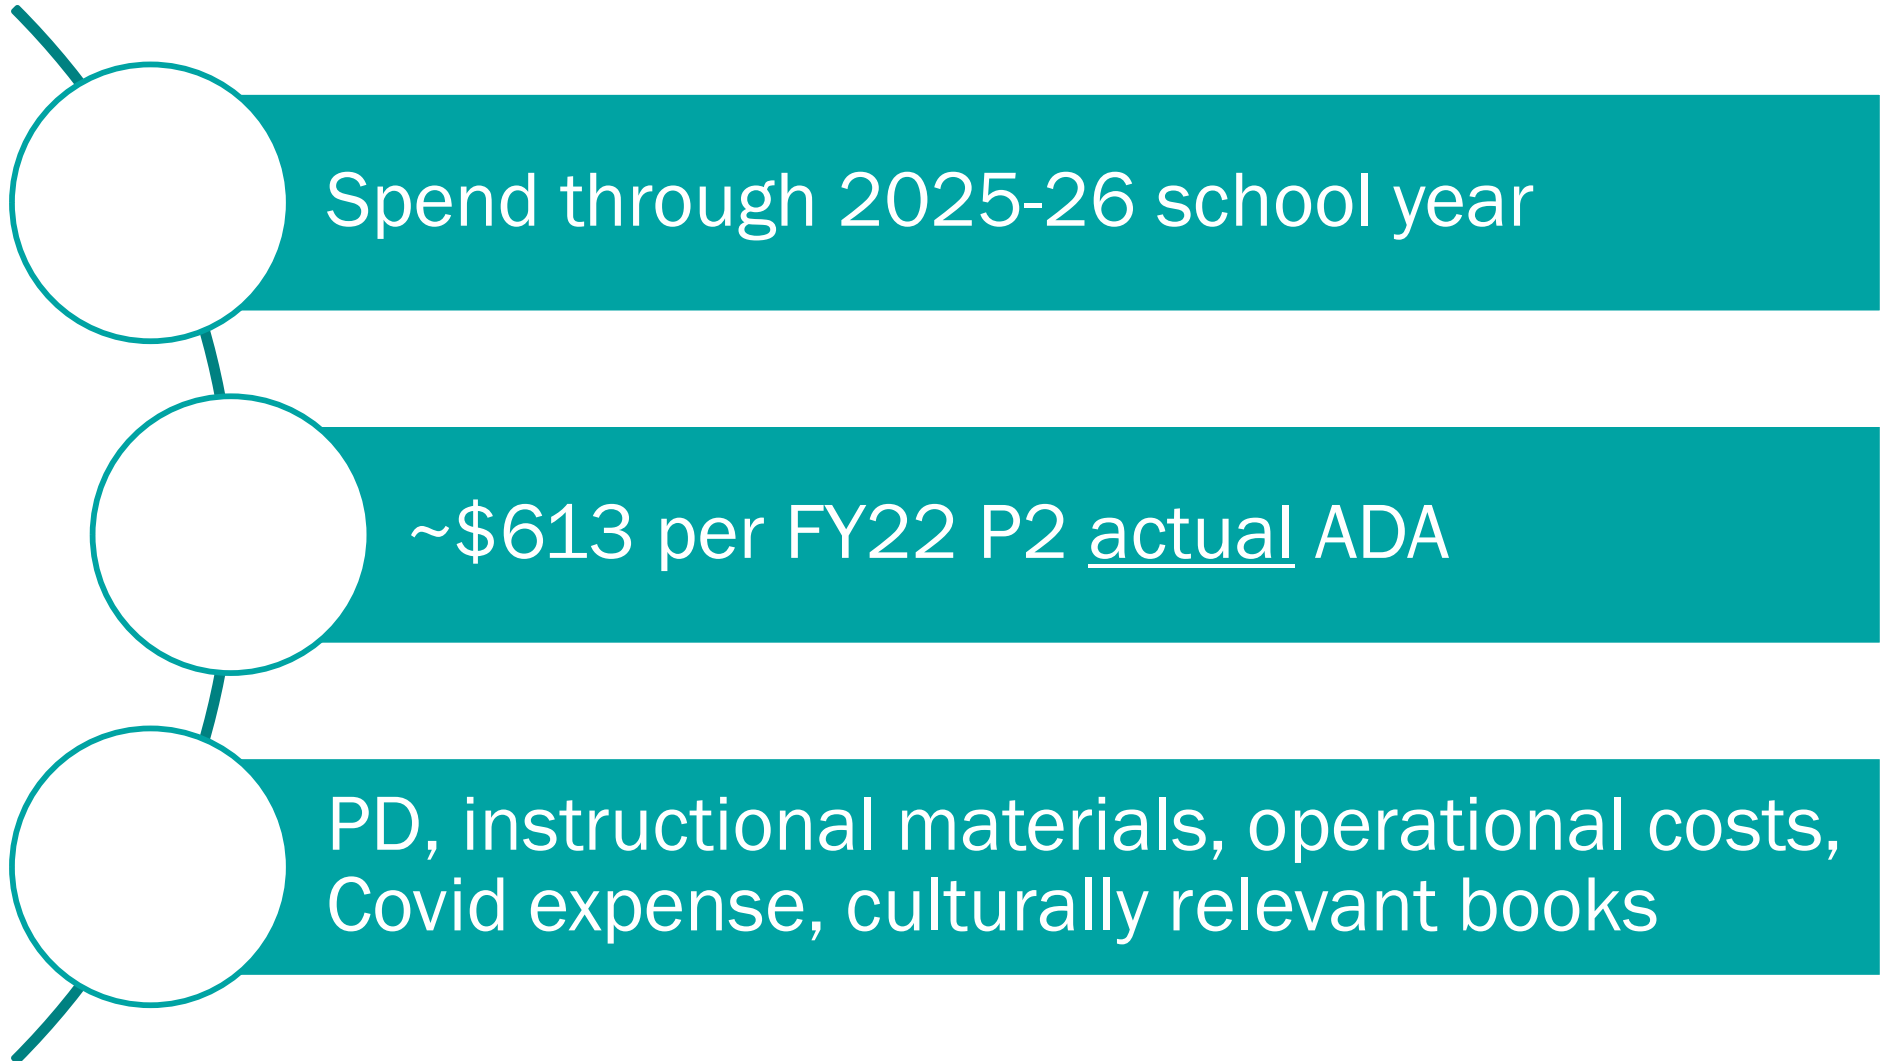 Spend through 2025-26 school year
~$613 per FY22 P2 actual ADA
PD, instructional materials, operational costs,
Covid expense, culturally relevant books